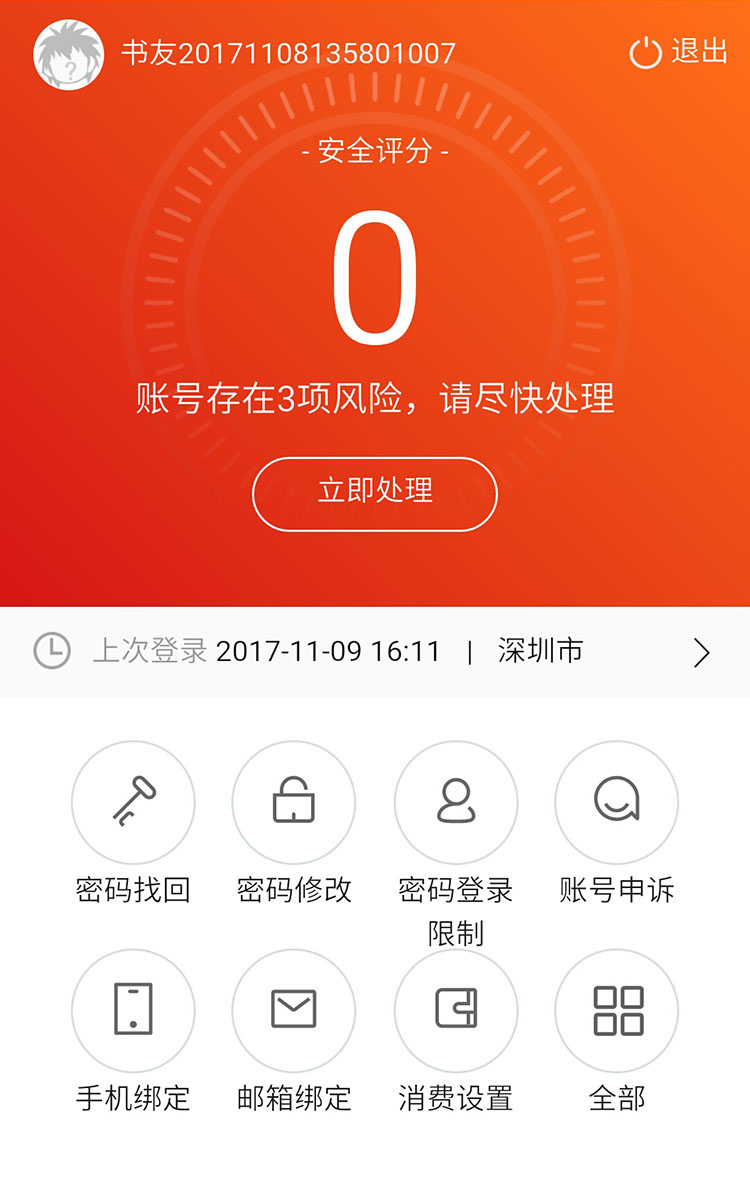 书友20171108135801007
退出
- 安全评分 -
0
账号存在3项风险，请尽快处理
立即处理
上次登录 2017-11-09 16:11 | 深圳市
密码找回
密码修改
密码登录
限制
账号申诉
手机绑定
邮箱绑定
消费设置
全部